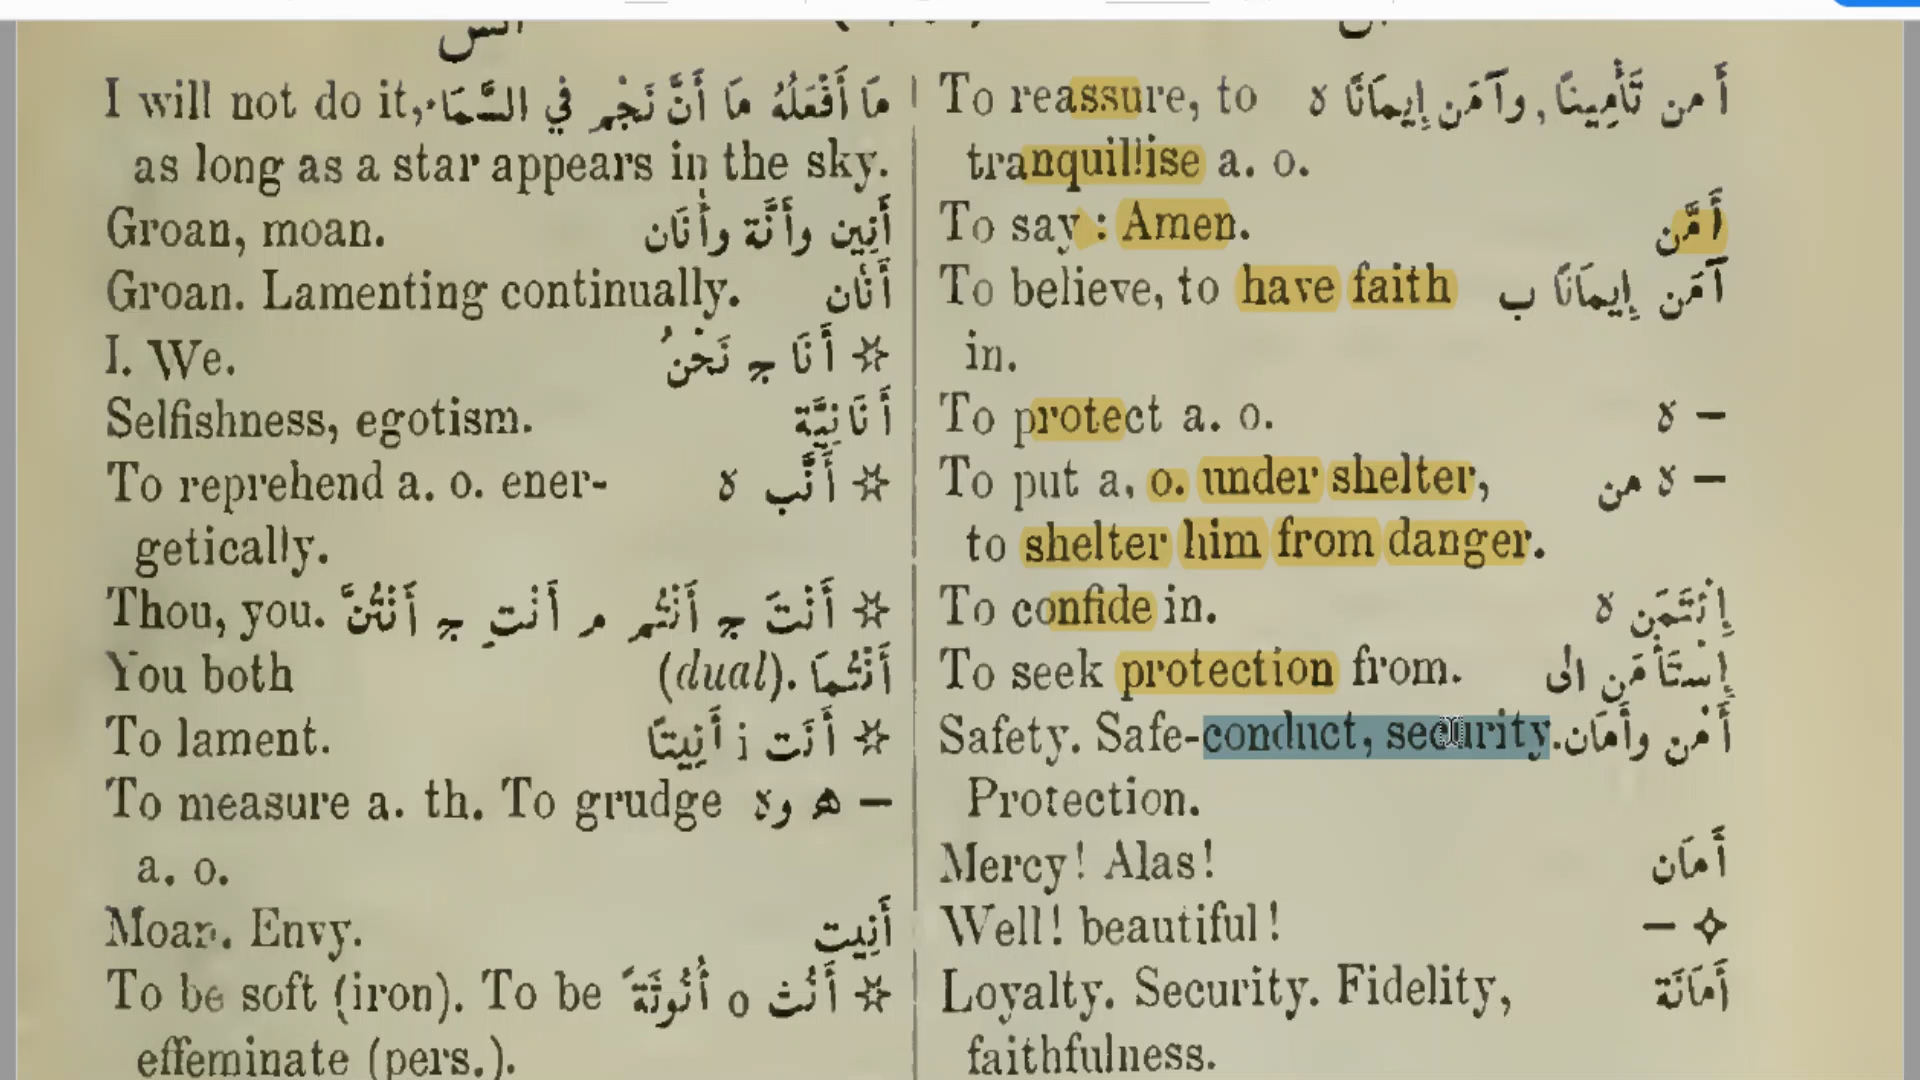 انس
I will not do it, مَا أَفْعَلُهُ مَا أَنَّ نَجْم في السَّمَاء
as long as a star appears in the sky.
Groan, moan. أَنِين وأَنَّة وأُنَان
Groan. Lamenting continually. أَنَّان
I. We. ☆ أَنَا ج نَحْنُ
Selfishness, egotism. أَنَانِيَّة
To reprehend a. o. ener- ☆ أَنَّب ه
getically.
Thou, you. ☆ أَنْتَ ج أَنْتُم م أَنْتِ ج أَنْتُنَّ
You both (dual). أَنْتُمَا
To lament. ☆ أَنَت i أَنِيتًا
To measure a. th. To grudge — ه وه
a. o.
Moan. Envy. أَنِيت
To be soft (iron). To be ☆ أَنُث o أُنُوثَةً
effeminate (pers.).
To reassure, to أَمن تَأْمِينًا, وآمَن إِيمَانًا ه
tranquillise a. o.
To say : Amen. أَمَّن
To believe, to have faith آمَن إِيمَانًا ب
in.
To protect a. o. — ه
To put a. o. under shelter, — ه من
to shelter him from danger.
To confide in. إِئْتَمَن ه
To seek protection from. إِسْتَأْمَن الى
Safety. Safe-conduct, security. أَمْن وأَمَان
Protection.
Mercy! Alas! أَمَان
Well! beautiful! ✧ —
Loyalty. Security. Fidelity, أَمَانَة
faithfulness.